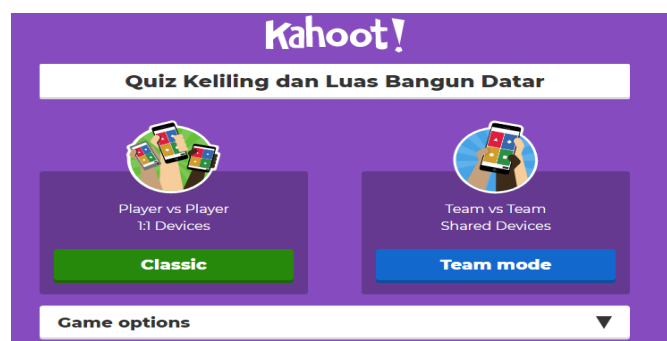 Kahoot!
Quiz Keliling dan Luas Bangun Datar
Player vs Player
1:1 Devices
Classic
Team vs Team
Shared Devices
Team mode
Game options